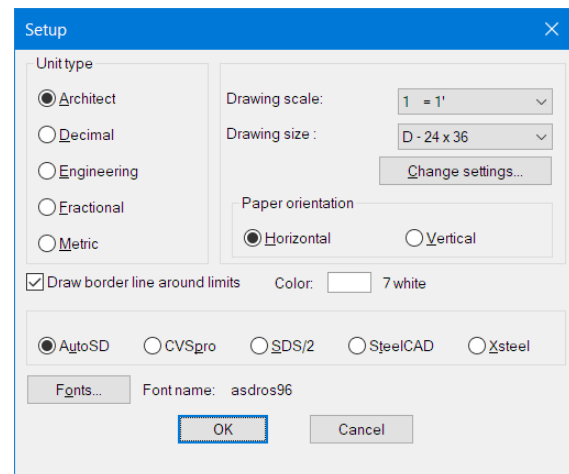 Setup
Unit type
Architect
Decimal
Engineering
Fractional
Metric
Drawing scale: 1 = 1'
Drawing size : D - 24 x 36
Change settings...
Paper orientation
Horizontal Vertical
Draw border line around limits Color: 7 white
AutoSD CVSpro SDS/2 SteelCAD Xsteel
Fonts... Font name: asdros96
OK Cancel